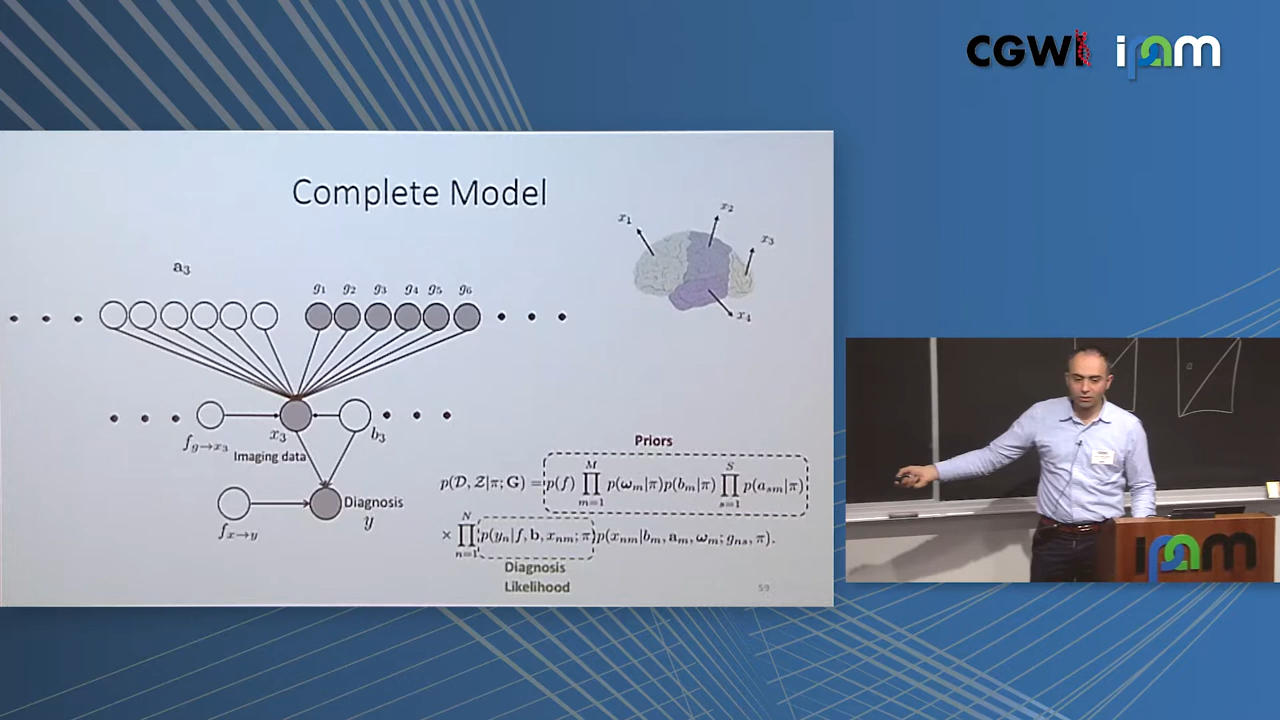 CGWI ipam
Complete Model
x₁
x₂
x₃
x₄
a₃
g₁ g₂ g₃ g₄ g₅ g₆
f_{g→x₃}
x₃
b₃
Imaging data
f_{x→y}
Diagnosis
y
Priors
p(𝒟, 𝒵|π; G) = p(f) ∏_{m=1}^{M} p(ω_m|π)p(b_m|π) ∏_{s=1}^{S} p(a_{sm}|π)
× ∏_{n=1}^{N} p(y_n|f, b, x_{nm}; π)p(x_{nm}|b_m, a_m, ω_m; g_{ns}, π).
Diagnosis
Likelihood
59
a
ipam